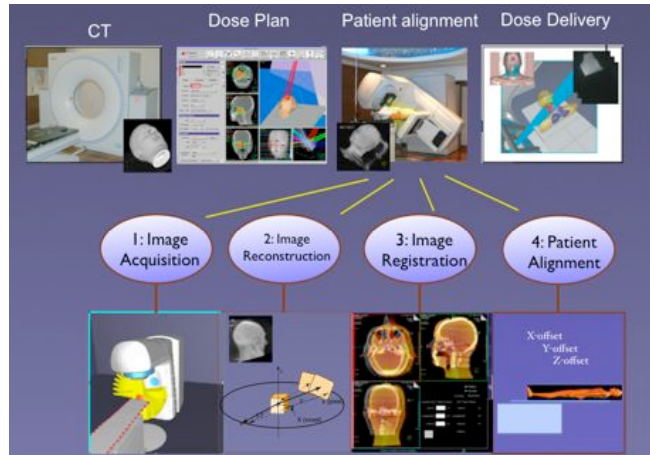 CT
Dose Plan
Patient alignment
Dose Delivery
1: Image
Acquisition
2: Image
Reconstruction
3: Image
Registration
4: Patient
Alignment
X-offset
Y-offset
Z-offset